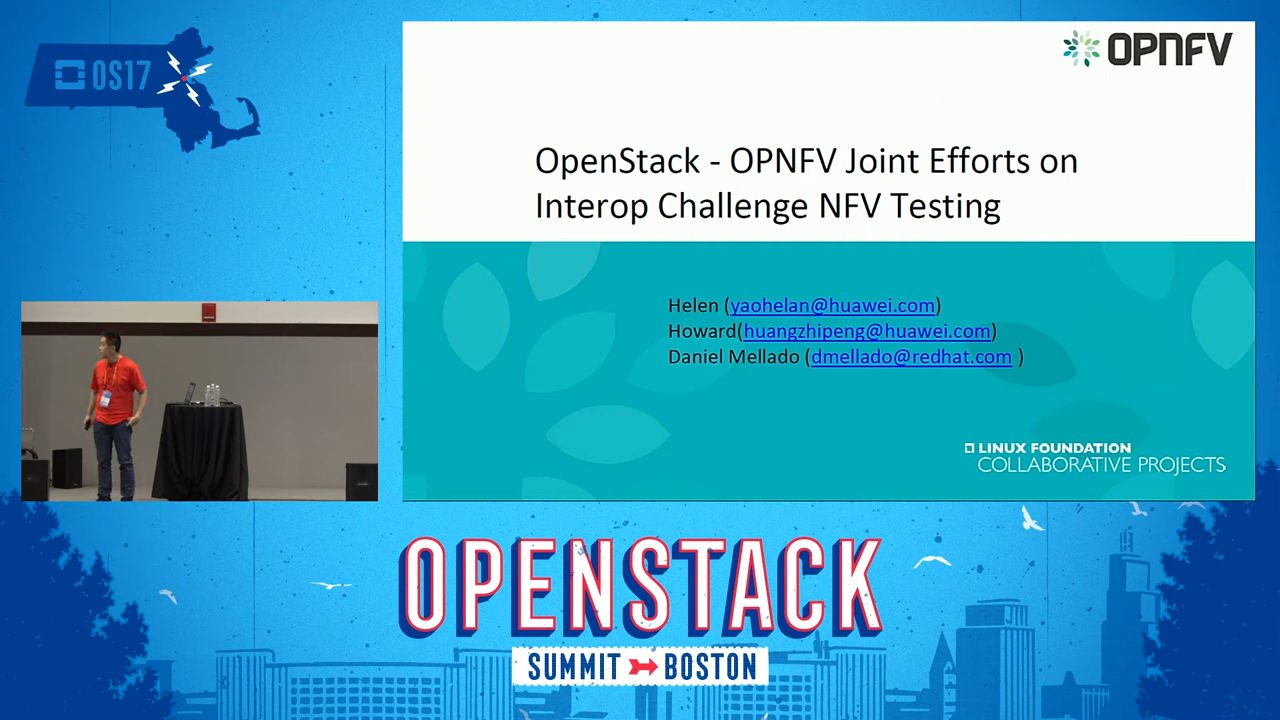 OS17
OPNFV
OpenStack - OPNFV Joint Efforts on
Interop Challenge NFV Testing
Helen (yaohelan@huawei.com)
Howard(huangzhipeng@huawei.com)
Daniel Mellado (dmellado@redhat.com )
LINUX FOUNDATION
COLLABORATIVE PROJECTS
OPENSTACK
SUMMIT BOSTON